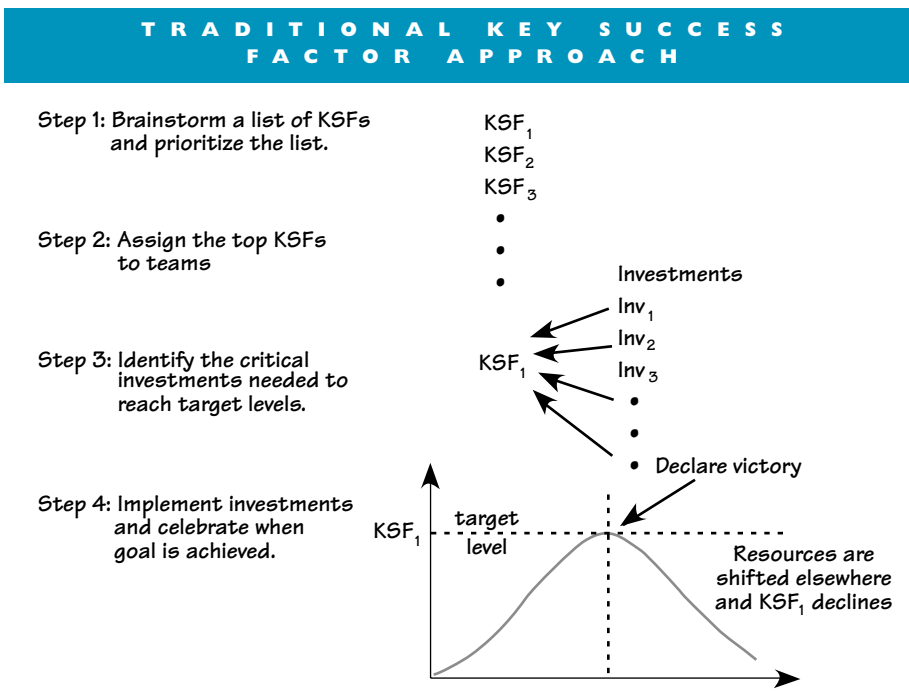 TRADITIONAL KEY SUCCESS
FACTOR APPROACH
Step 1: Brainstorm a list of KSFs
and prioritize the list.
KSF1
KSF2
KSF3
Step 2: Assign the top KSFs
to teams
Investments
Inv1
Inv2
Inv3
Step 3: Identify the critical
investments needed to
reach target levels.
KSF1
Declare victory
Step 4: Implement investments
and celebrate when
goal is achieved.
KSF1
target
level
Resources are
shifted elsewhere
and KSF1 declines